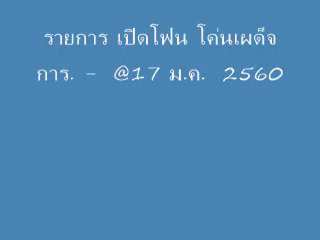 รายการ เปิดโฟน โค่นเผด็จ
การ. - @17 ม.ค. 2560